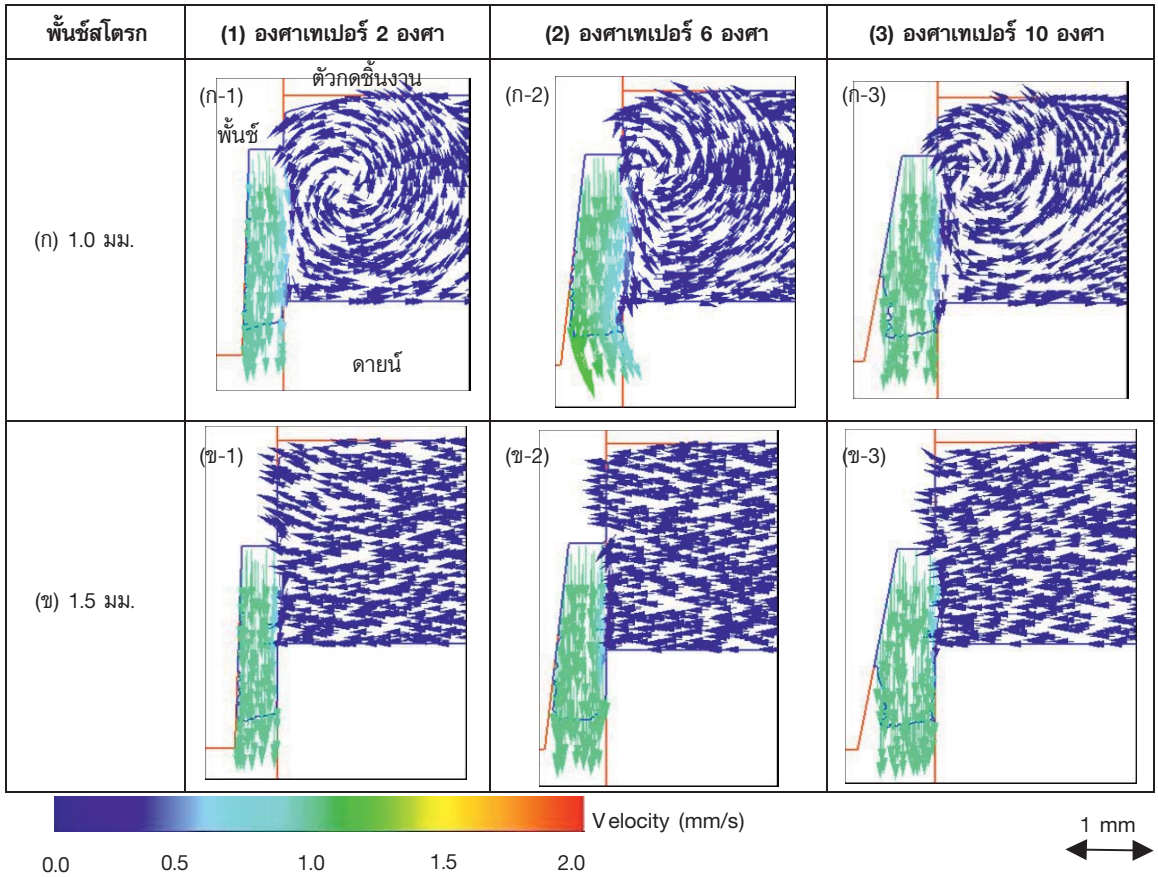 พั้นช์สโตรก
(1) องศาเทเปอร์ 2 องศา
(2) องศาเทเปอร์ 6 องศา
(3) องศาเทเปอร์ 10 องศา
(ก) 1.0 มม.
(ก-1)
ตัวกดชิ้นงาน
พั้นช์
ดายน์
(ก-2)
(ก-3)
(ข) 1.5 มม.
(ข-1)
(ข-2)
(ข-3)
Velocity (mm/s)
0.0 0.5 1.0 1.5 2.0
1 mm